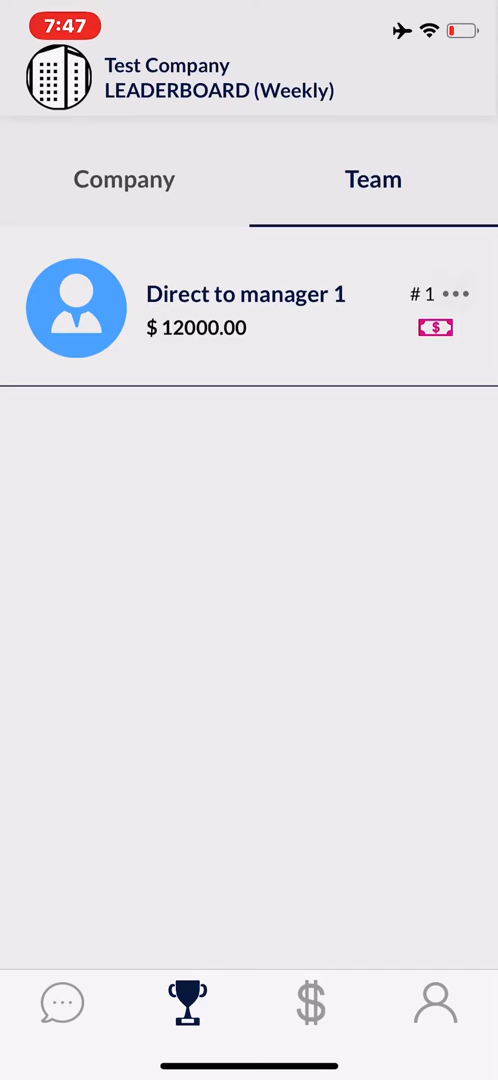 7:47
Test Company
LEADERBOARD (Weekly)
Company
Team
Direct to manager 1
# 1
$ 12000.00
$
$